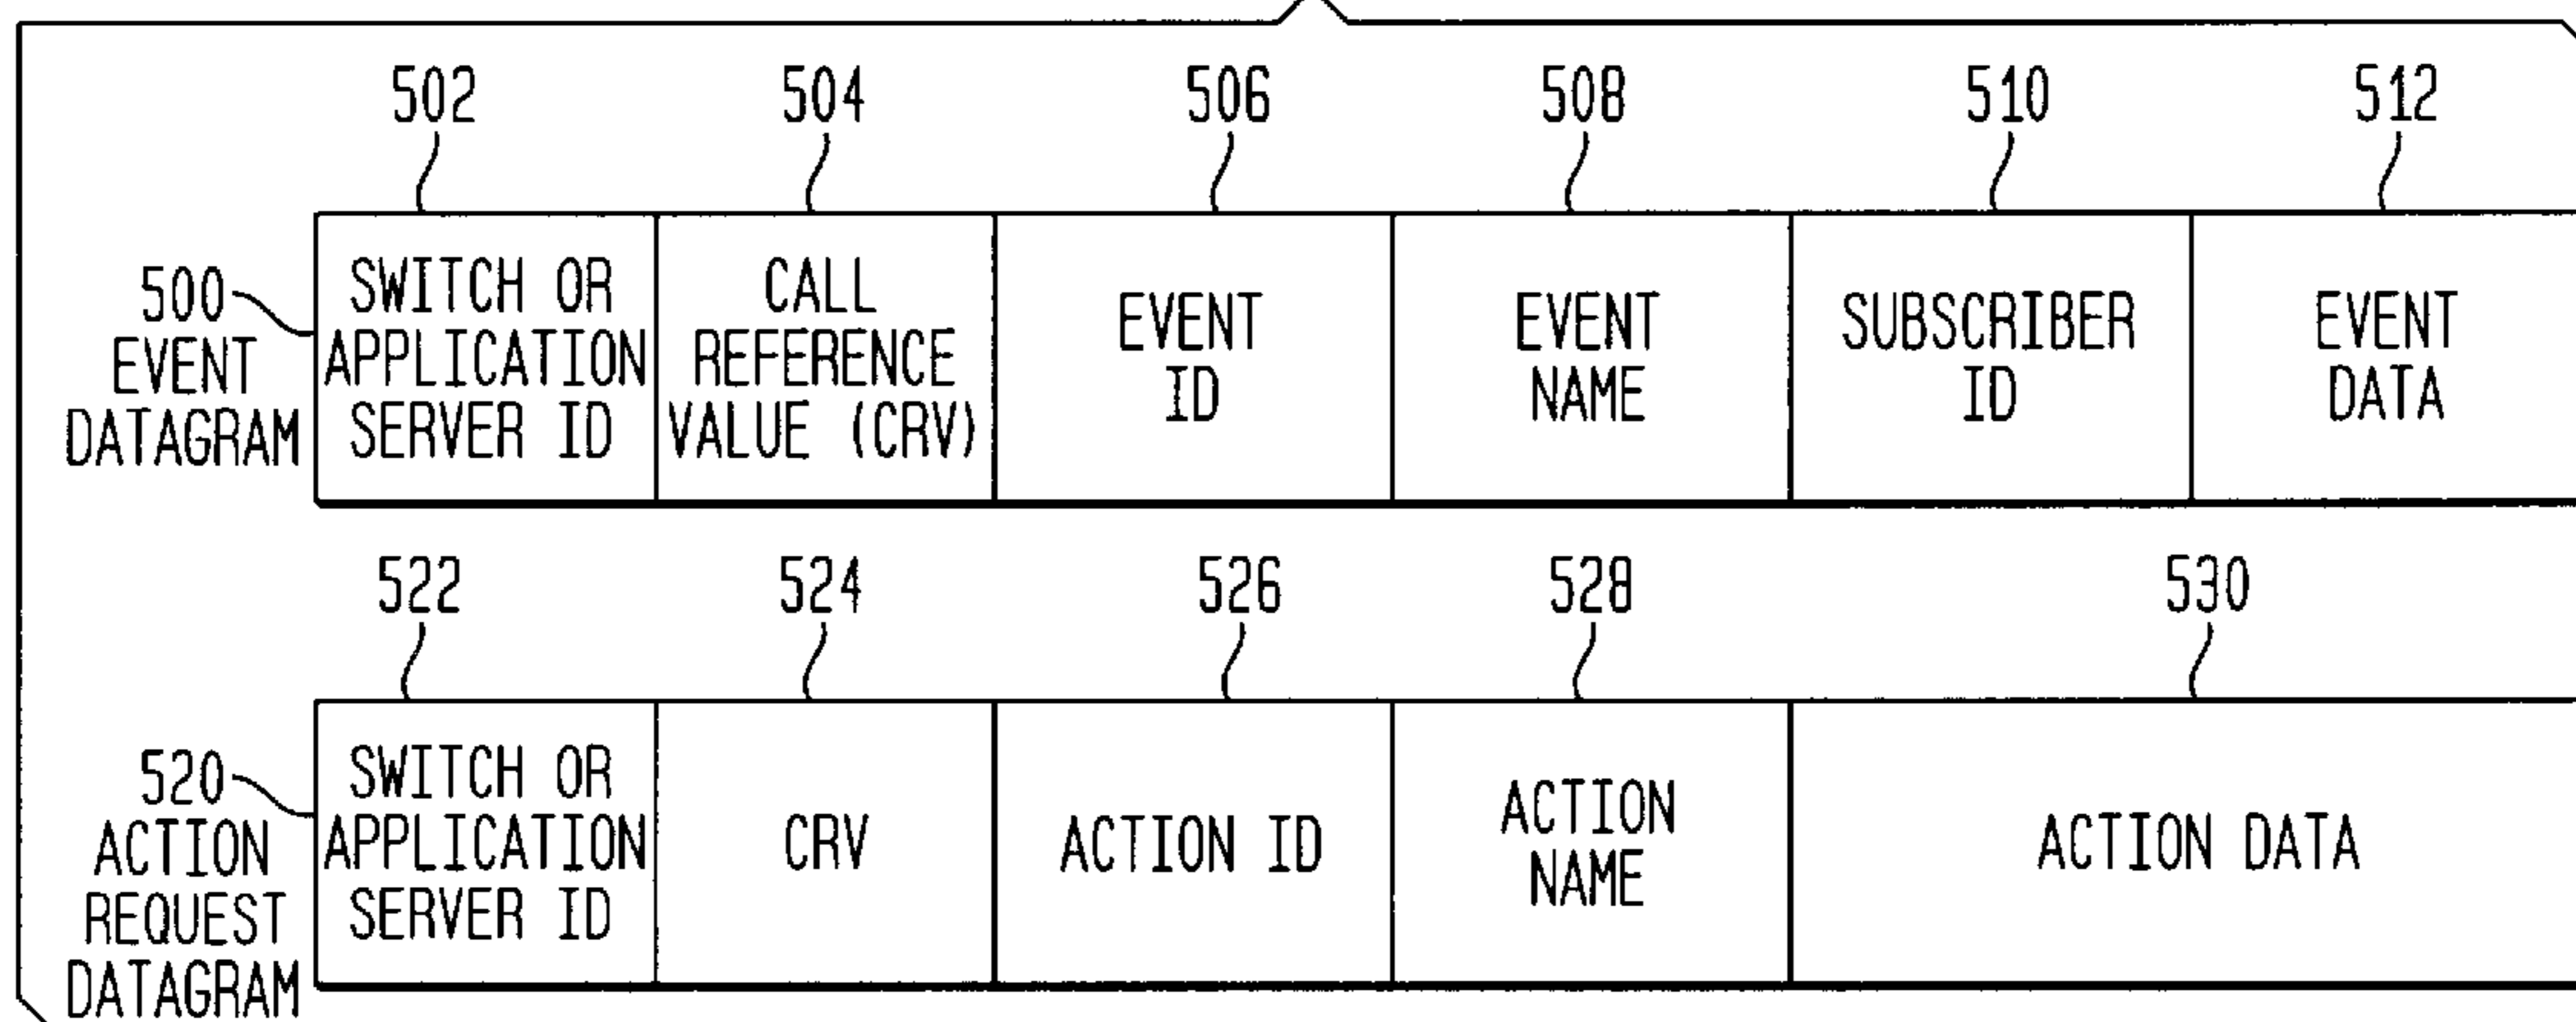 502 504 506 508 510 512
500
EVENT
DATAGRAM
SWITCH OR
APPLICATION
SERVER ID
CALL
REFERENCE
VALUE (CRV)
EVENT
ID
EVENT
NAME
SUBSCRIBER
ID
EVENT
DATA
522 524 526 528 530
520
ACTION
REQUEST
DATAGRAM
SWITCH OR
APPLICATION
SERVER ID
CRV
ACTION ID
ACTION
NAME
ACTION DATA